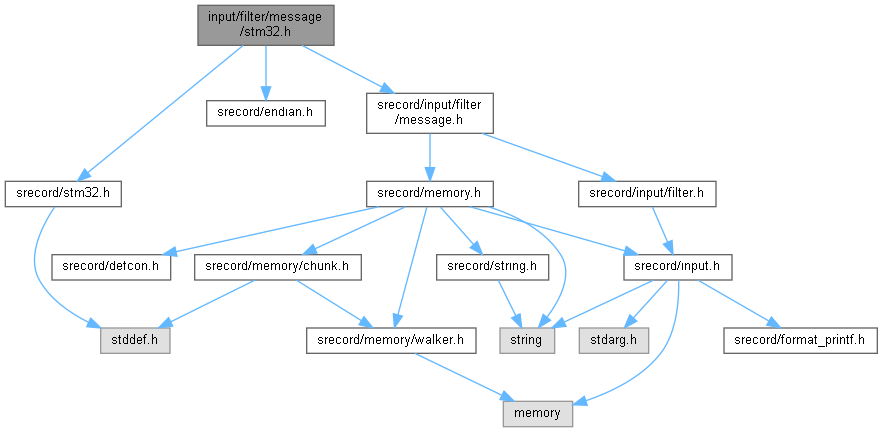 input/filter/message
/stm32.h
srecord/endian.h
srecord/input/filter
/message.h
srecord/stm32.h
srecord/memory.h
srecord/input/filter.h
srecord/defcon.h
srecord/memory/chunk.h
srecord/string.h
srecord/input.h
stddef.h
srecord/memory/walker.h
string
stdarg.h
srecord/format_printf.h
memory